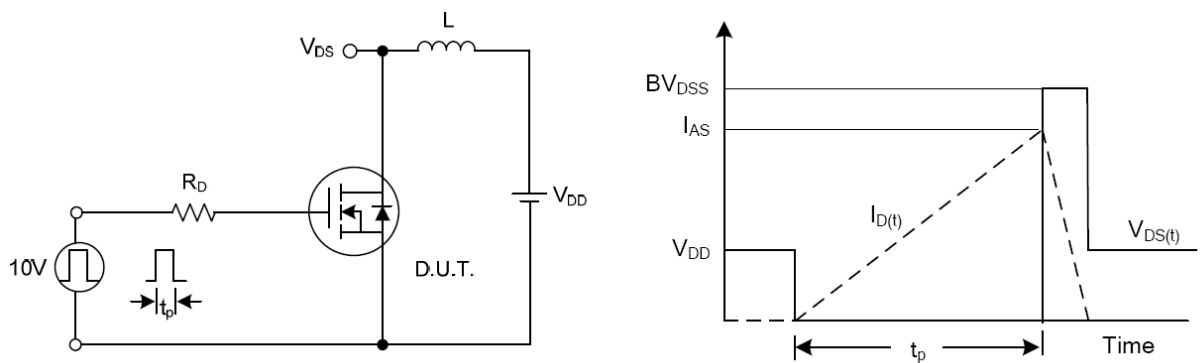 L
VDS
RD
VDD
10V
tp
D.U.T.
BVDSS
IAS
ID(t)
VDD
VDS(t)
tp
Time